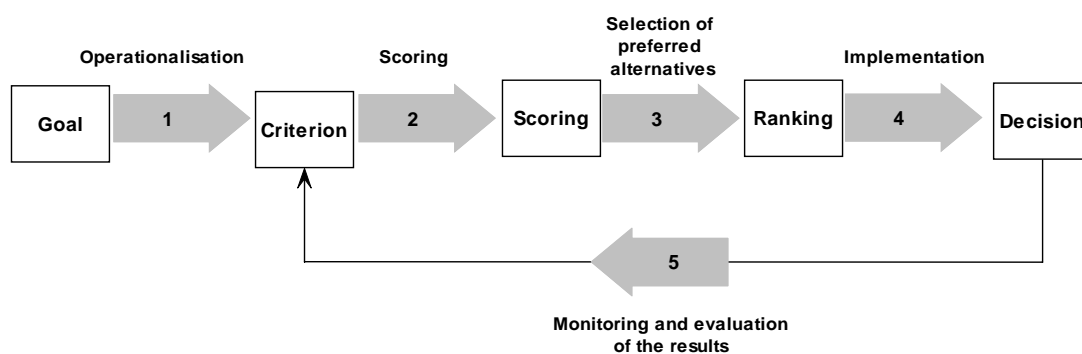 Operationalisation
Scoring
Selection of
preferred
alternatives
Implementation
Goal
1
Criterion
2
Scoring
3
Ranking
4
Decision
5
Monitoring and evaluation
of the results